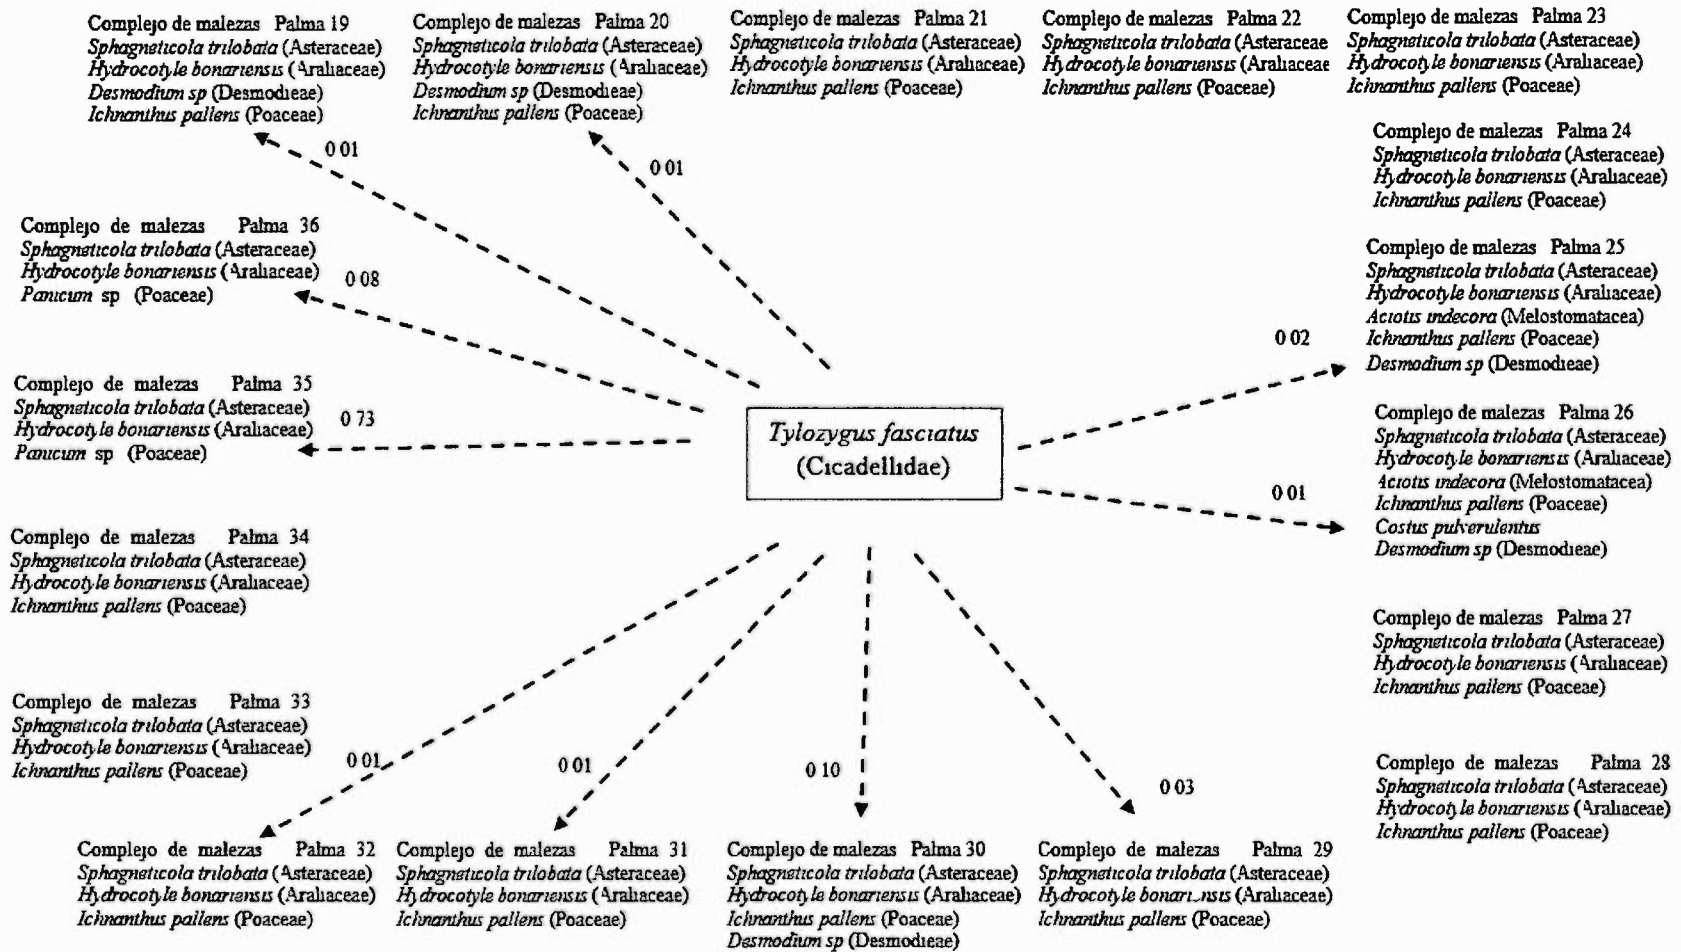 Complejo de malezas Palma 19
Sphagneticola trilobata (Asteraceae)
Hydrocotyle bonariensis (Araliaceae)
Desmodium sp (Desmodieae)
Ichnanthus pallens (Poaceae)
0 01
Complejo de malezas Palma 20
Sphagneticola trilobata (Asteraceae)
Hydrocotyle bonariensis (Araliaceae)
Desmodium sp (Desmodieae)
Ichnanthus pallens (Poaceae)
0 01
Complejo de malezas Palma 21
Sphagneticola trilobata (Asteraceae)
Hydrocotyle bonariensis (Araliaceae)
Ichnanthus pallens (Poaceae)
Complejo de malezas Palma 22
Sphagneticola trilobata (Asteraceae
Hydrocotyle bonariensis (Araliaceae
Ichnanthus pallens (Poaceae)
Complejo de malezas Palma 23
Sphagneticola trilobata (Asteraceae)
Hydrocotyle bonariensis (Araliaceae)
Ichnanthus pallens (Poaceae)
Complejo de malezas Palma 24
Sphagneticola trilobata (Asteraceae)
Hydrocotyle bonariensis (Araliaceae)
Ichnanthus pallens (Poaceae)
Complejo de malezas Palma 25
Sphagneticola trilobata (Asteraceae)
Hydrocotyle bonariensis (Araliaceae)
Aciotis indecora (Melostomatacea)
Ichnanthus pallens (Poaceae)
Desmodium sp (Desmodieae)
0 02
Complejo de malezas Palma 26
Sphagneticola trilobata (Asteraceae)
Hydrocotyle bonariensis (Araliaceae)
Aciotis indecora (Melostomatacea)
Ichnanthus pallens (Poaceae)
Costus pulverulentus
Desmodium sp (Desmodieae)
0 01
Complejo de malezas Palma 27
Sphagneticola trilobata (Asteraceae)
Hydrocotyle bonariensis (Araliaceae)
Ichnanthus pallens (Poaceae)
Complejo de malezas Palma 28
Sphagneticola trilobata (Asteraceae)
Hydrocotyle bonariensis (Araliaceae)
Ichnanthus pallens (Poaceae)
Complejo de malezas Palma 36
Sphagneticola trilobata (Asteraceae)
Hydrocotyle bonariensis (Araliaceae)
Panicum sp (Poaceae)
0 08
Complejo de malezas Palma 35
Sphagneticola trilobata (Asteraceae)
Hydrocotyle bonariensis (Araliaceae)
Panicum sp (Poaceae)
0 73
Tylozygus fasciatus
(Cicadellidae)
Complejo de malezas Palma 34
Sphagneticola trilobata (Asteraceae)
Hydrocotyle bonariensis (Araliaceae)
Ichnanthus pallens (Poaceae)
Complejo de malezas Palma 33
Sphagneticola trilobata (Asteraceae)
Hydrocotyle bonariensis (Araliaceae)
Ichnanthus pallens (Poaceae)
0 01
0 01
0 10
0 03
Complejo de malezas Palma 32
Sphagneticola trilobata (Asteraceae)
Hydrocotyle bonariensis (Araliaceae)
Ichnanthus pallens (Poaceae)
Complejo de malezas Palma 31
Sphagneticola trilobata (Asteraceae)
Hydrocotyle bonariensis (Araliaceae)
Ichnanthus pallens (Poaceae)
Complejo de malezas Palma 30
Sphagneticola trilobata (Asteraceae)
Hydrocotyle bonariensis (Araliaceae)
Ichnanthus pallens (Poaceae)
Desmodium sp (Desmodieae)
Complejo de malezas Palma 29
Sphagneticola trilobata (Asteraceae)
Hydrocotyle bonariensis (Araliaceae)
Ichnanthus pallens (Poaceae)